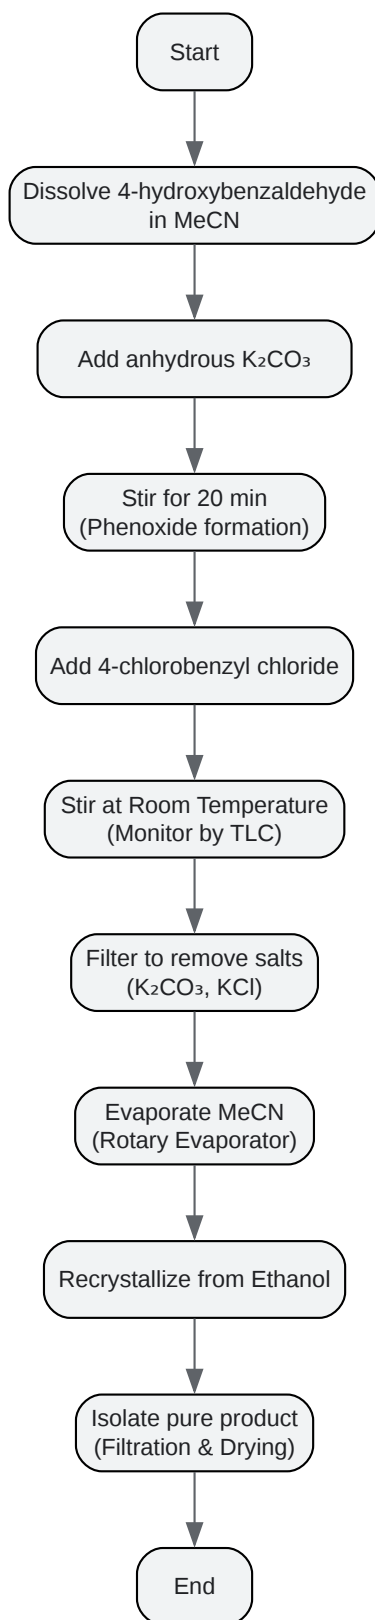 Start
Dissolve 4-hydroxybenzaldehyde
in MeCN
Add anhydrous K₂CO₃
Stir for 20 min
(Phenoxide formation)
Add 4-chlorobenzyl chloride
Stir at Room Temperature
(Monitor by TLC)
Filter to remove salts
(K₂CO₃, KCl)
Evaporate MeCN
(Rotary Evaporator)
Recrystallize from Ethanol
Isolate pure product
(Filtration & Drying)
End